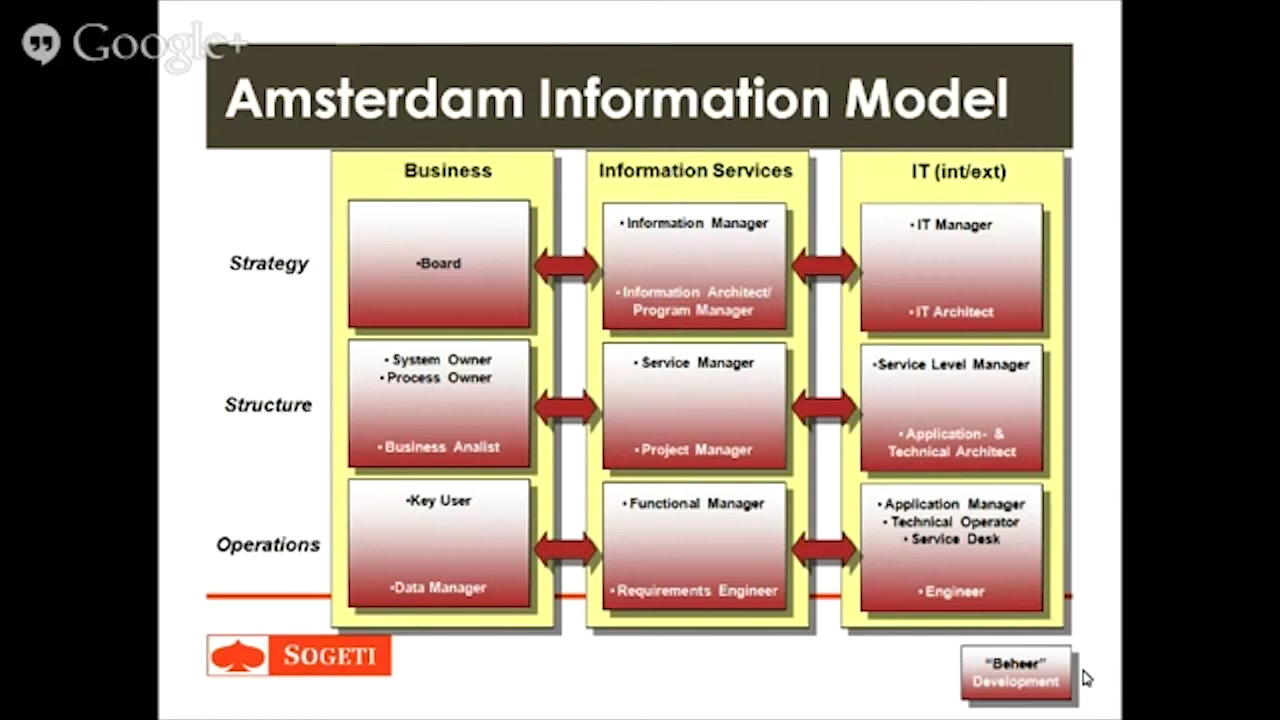 Google+
Amsterdam Information Model
Business
Information Services
IT (int/ext)
Strategy
•Board
• Information Manager
• Information Architect/
Program Manager
• IT Manager
• IT Architect
Structure
• System Owner
• Process Owner
• Business Analist
• Service Manager
• Project Manager
•Service Level Manager
• Application- &
Technical Architect
Operations
•Key User
•Data Manager
• Functional Manager
• Requirements Engineer
• Application Manager
• Technical Operator
• Service Desk
• Engineer
SOGETI
"Beheer"
Development